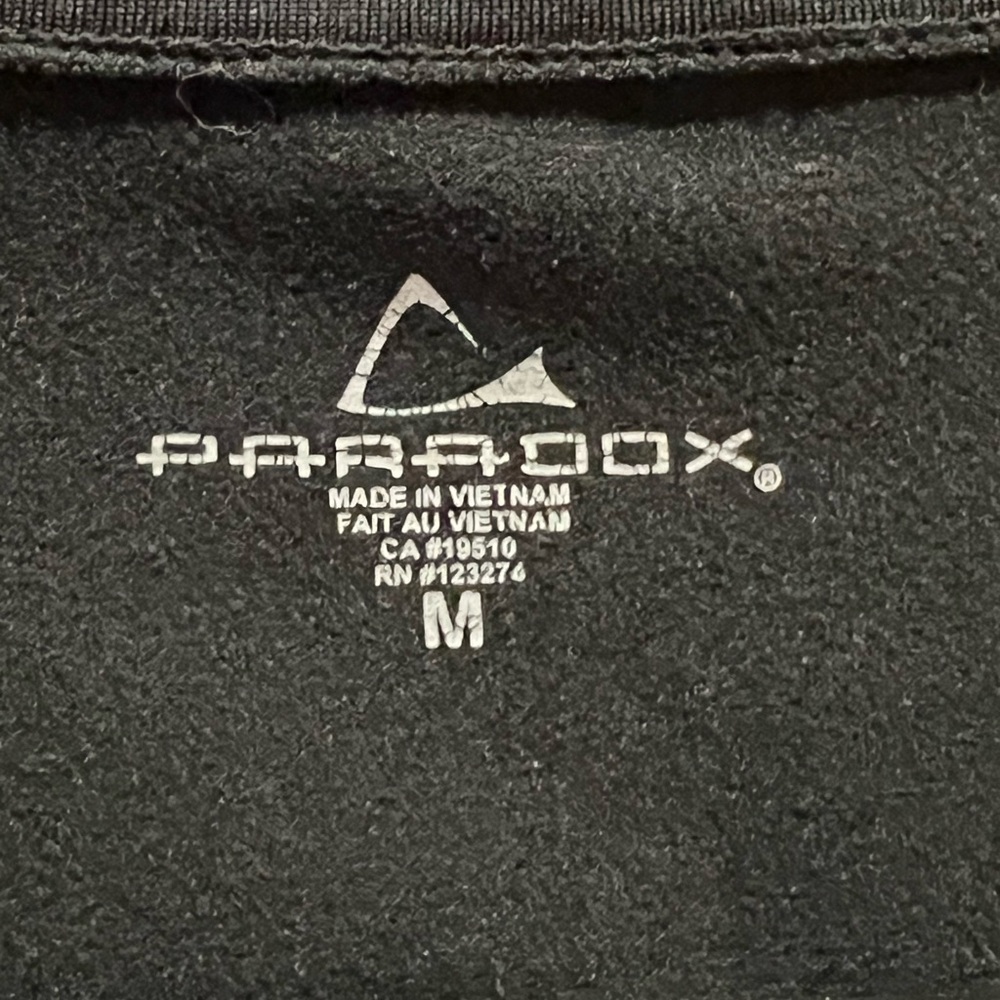 PARADOX®
MADE IN VIETNAM
FAIT AU VIETNAM
CA #19510
RN #123274
M